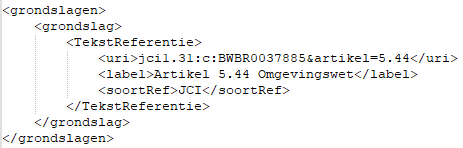 <grondslagen>
<grondslag>
<TekstReferentie>
<uri>jci1.31:c:BWBR0037885&artikel=5.44</uri>
<label>Artikel 5.44 Omgevingswet</label>
<soortRef>JCI</soortRef>
</TekstReferentie>
</grondslag>
</grondslagen>